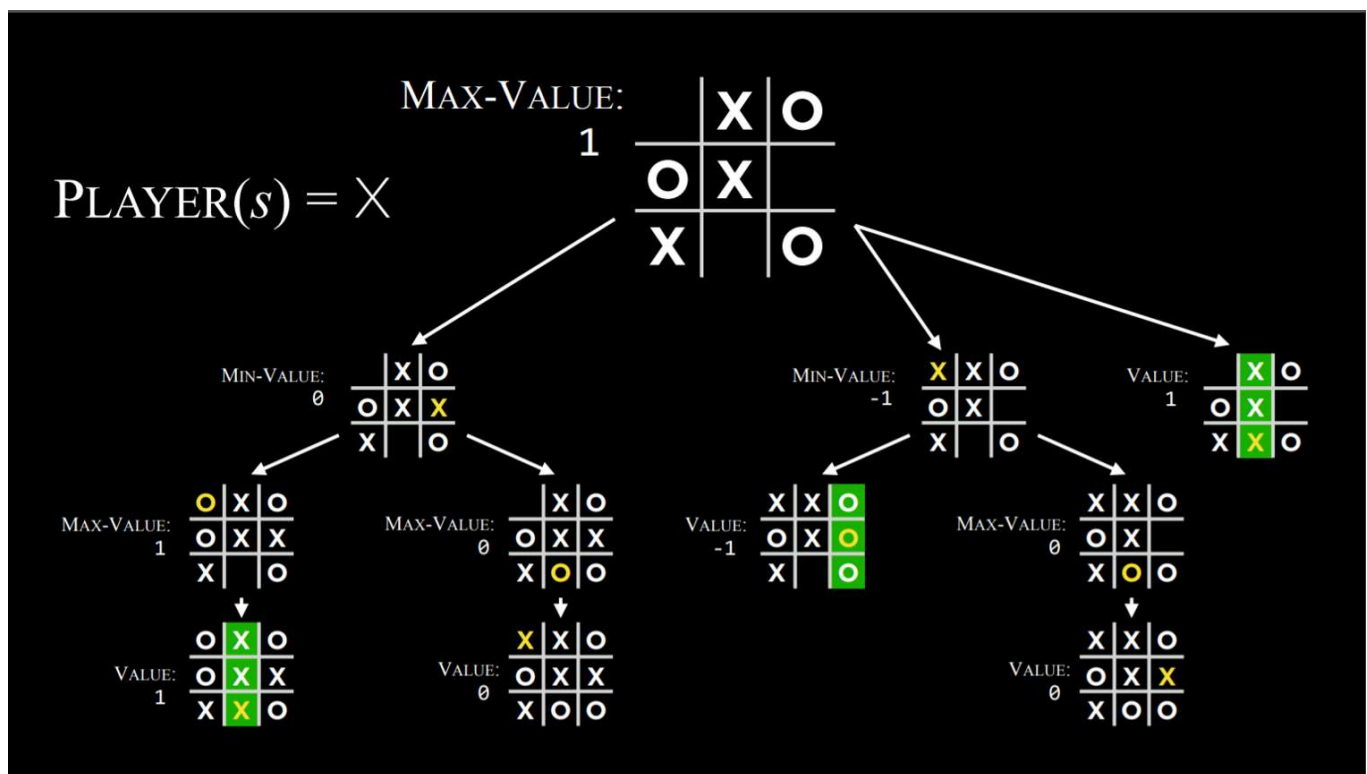 MAX-VALUE:
1
X O
O X
X O
PLAYER(s) = X
MIN-VALUE:
0
X O
O X X
X O
MIN-VALUE:
-1
X X O
O X
X O
VALUE:
1
X O
O X
X X O
MAX-VALUE:
1
O X O
O X X
X O
MAX-VALUE:
0
X O
O X X
X O O
VALUE:
-1
X X O
O X O
X O
MAX-VALUE:
0
X X O
O X
X O O
VALUE:
1
O X O
O X X
X X O
VALUE:
0
X X O
O X X
X O O
VALUE:
0
X X O
O X X
X O O